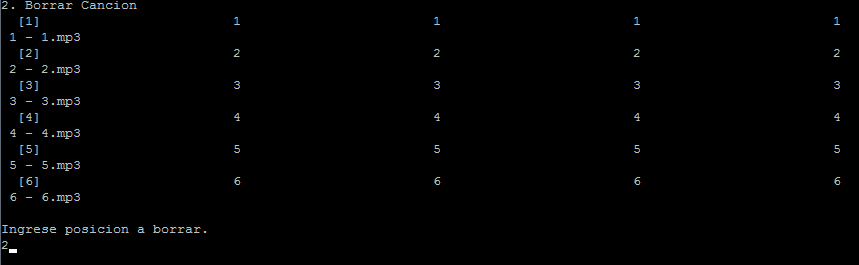 2. Borrar Cancion
[1] 1 1 1 1
1 - 1.mp3
[2] 2 2 2 2
2 - 2.mp3
[3] 3 3 3 3
3 - 3.mp3
[4] 4 4 4 4
4 - 4.mp3
[5] 5 5 5 5
5 - 5.mp3
[6] 6 6 6 6
6 - 6.mp3
Ingrese posicion a borrar.
2